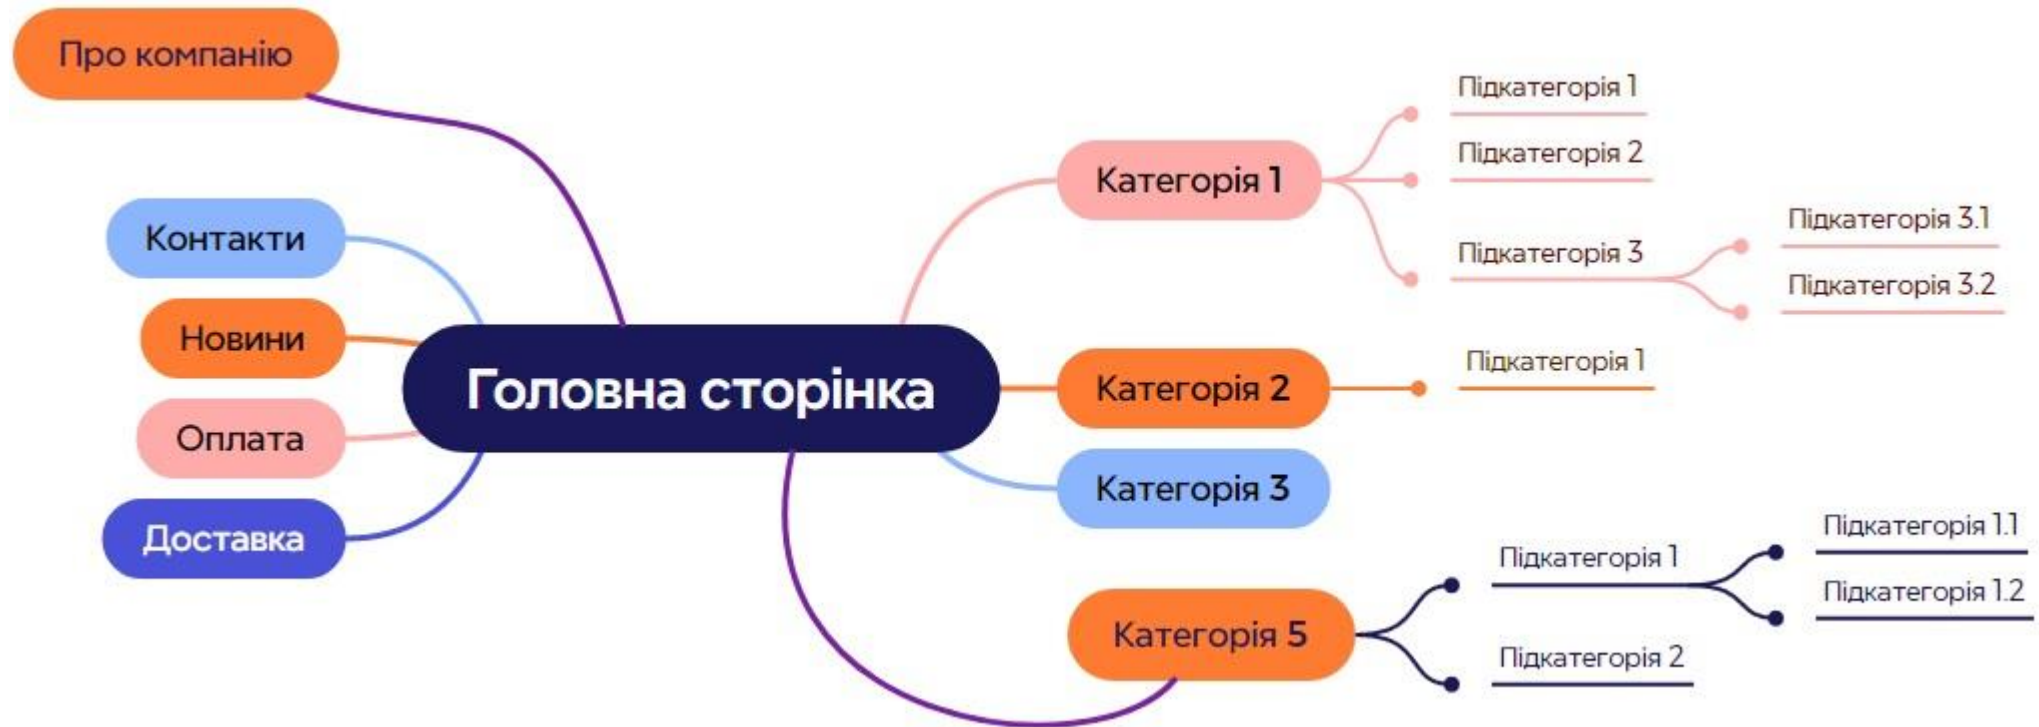 Про компанію
Контакти
Новини
Оплата
Доставка
Головна сторінка
Категорія 1
Підкатегорія 1
Підкатегорія 2
Підкатегорія 3
Підкатегорія 3.1
Підкатегорія 3.2
Категорія 2
Підкатегорія 1
Категорія 3
Категорія 5
Підкатегорія 1
Підкатегорія 1.1
Підкатегорія 1.2
Підкатегорія 2